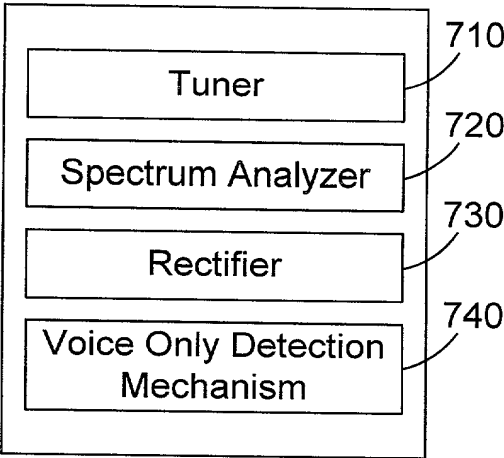 710
Tuner
720
Spectrum Analyzer
730
Rectifier
740
Voice Only Detection
Mechanism